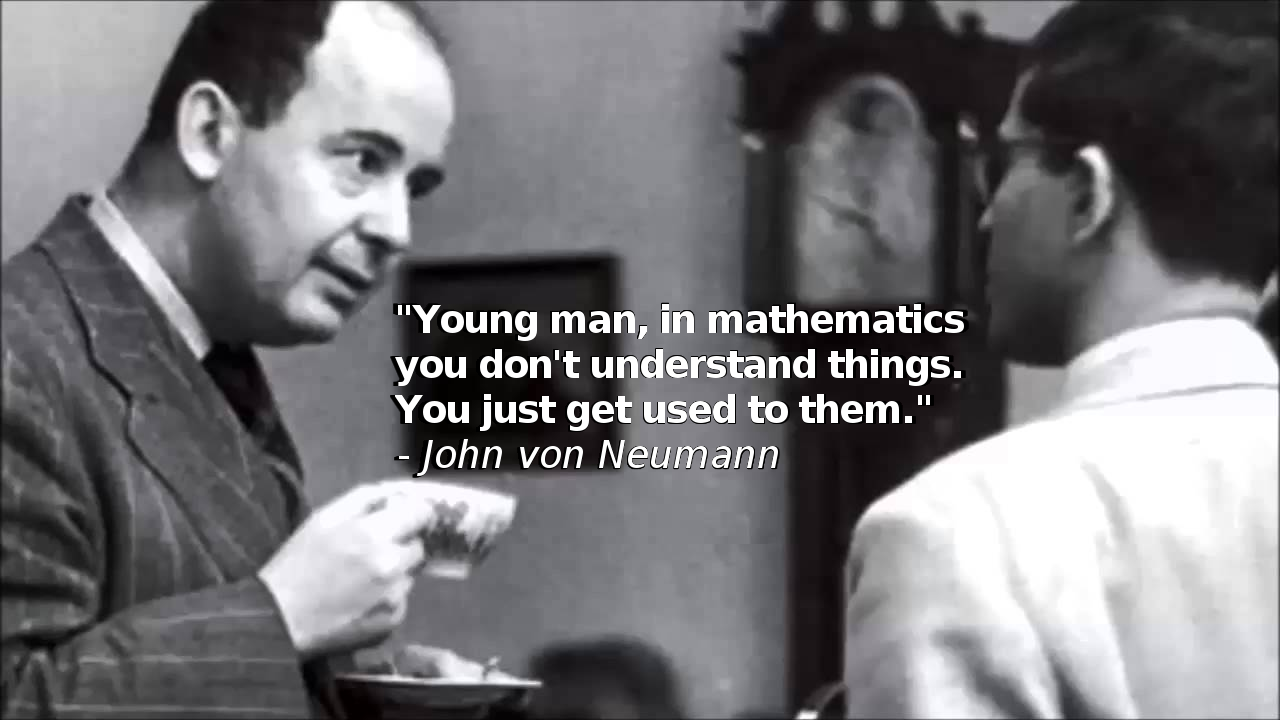 "Young man, in mathematics
you don't understand things.
You just get used to them."
- John von Neumann